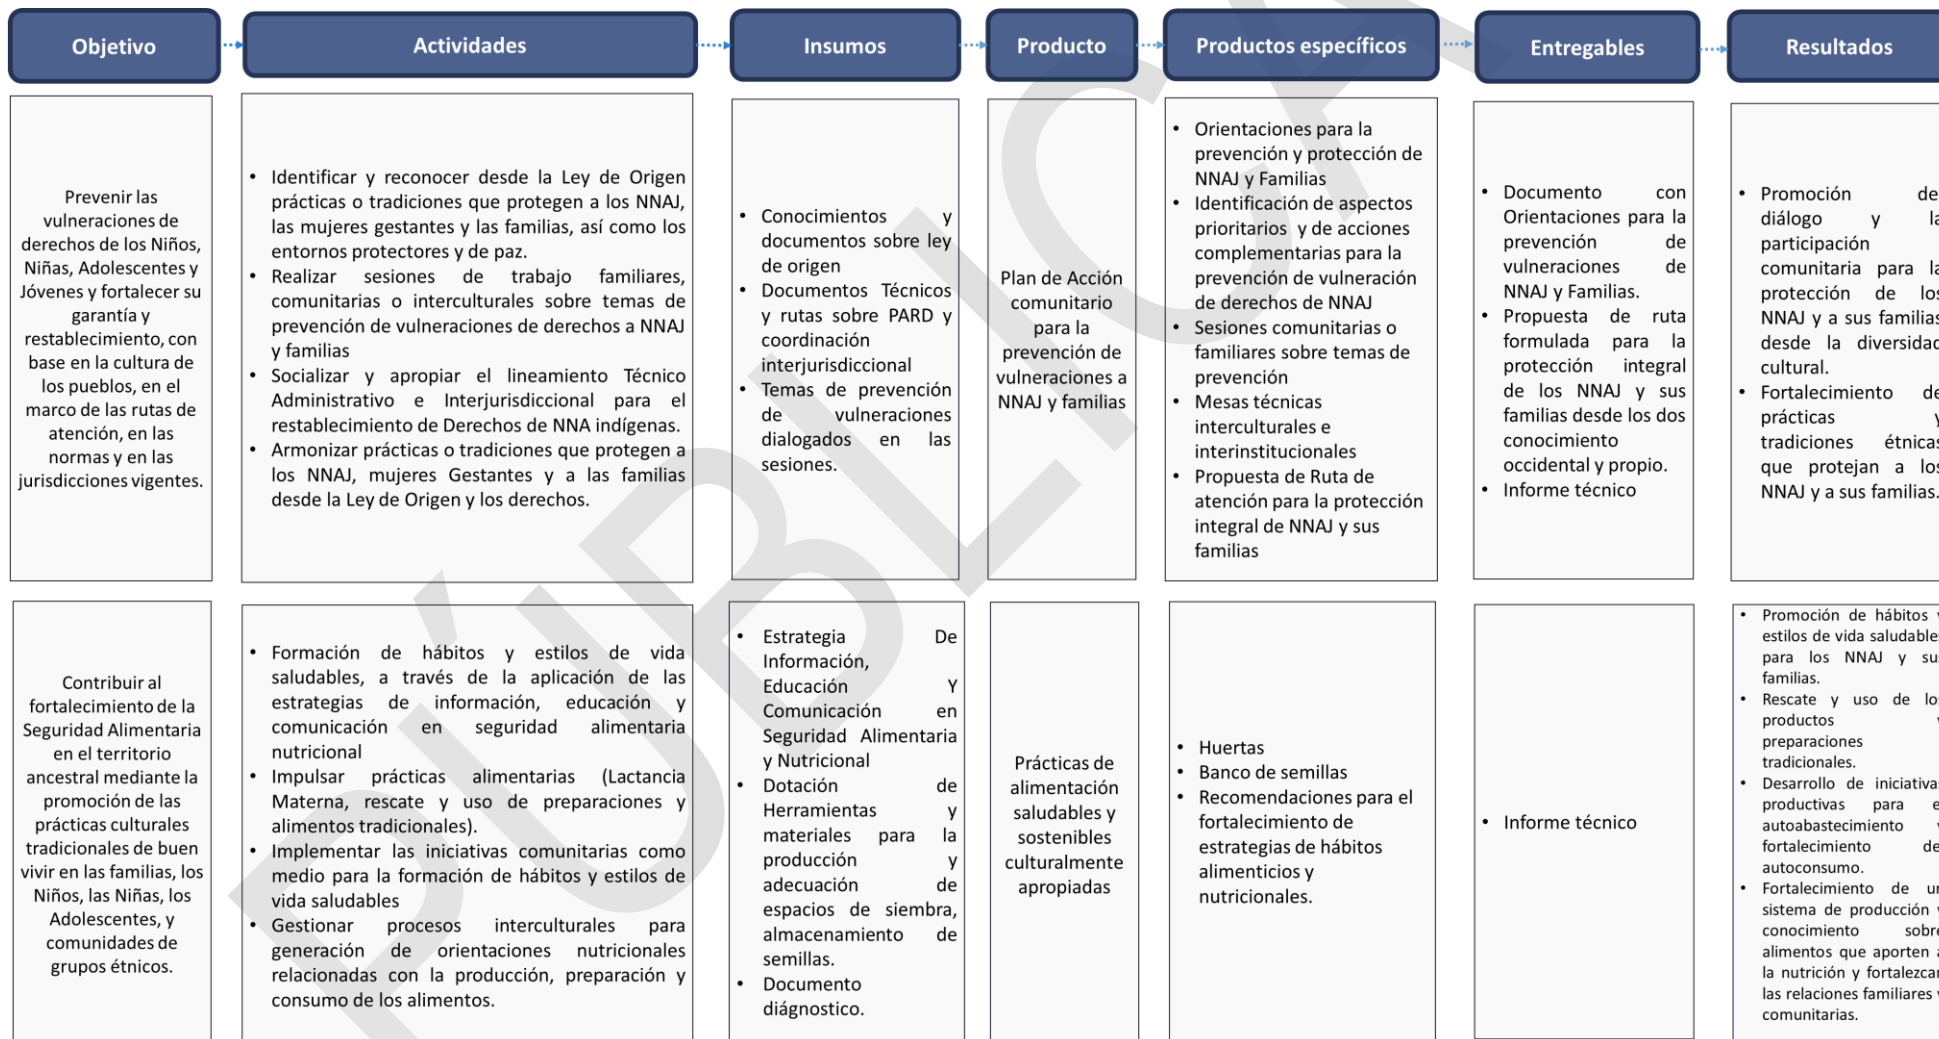 Objetivo
Actividades
Insumos
Producto
Productos específicos
Entregables
Resultados
Prevenir las
vulneraciones de
derechos de los Niños,
Niñas, Adolescentes y
Jóvenes y fortalecer su
garantía y
restablecimiento, con
base en la cultura de
los pueblos, en el
marco de las rutas de
atención, en las
normas y en las
jurisdicciones vigentes.
• Identificar y reconocer desde la Ley de Origen
prácticas o tradiciones que protegen a los NNAJ,
las mujeres gestantes y las familias, así como los
entornos protectores y de paz.
• Realizar sesiones de trabajo familiares,
comunitarias o interculturales sobre temas de
prevención de vulneraciones de derechos a NNAJ
y familias
• Socializar y apropiar el lineamiento Técnico
Administrativo e Interjurisdiccional para el
restablecimiento de Derechos de NNA indígenas.
• Armonizar prácticas o tradiciones que protegen a
los NNAJ, mujeres Gestantes y a las familias
desde la Ley de Origen y los derechos.
• Conocimientos y
documentos sobre ley
de origen
• Documentos Técnicos
y rutas sobre PARD y
coordinación
interjurisdiccional
• Temas de prevención
de vulneraciones
dialogados en las
sesiones.
Plan de Acción
comunitario
para la
prevención de
vulneraciones a
NNAJ y familias
• Orientaciones para la
prevención y protección de
NNAJ y Familias
• Identificación de aspectos
prioritarios y de acciones
complementarias para la
prevención de vulneración
de derechos de NNAJ
• Sesiones comunitarias o
familiares sobre temas de
prevención
• Mesas técnicas
interculturales e
interinstitucionales
• Propuesta de Ruta de
atención para la protección
integral de NNAJ y sus
familias
• Documento con
Orientaciones para la
prevención de
vulneraciones de
NNAJ y Familias.
• Propuesta de ruta
formulada para la
protección integral
de los NNAJ y sus
familias desde los dos
conocimiento
occidental y propio.
• Informe técnico
• Promoción
diálogo y
participación
comunitaria para
protección de
NNAJ y a sus familias
desde la
cultural.
• Fortalecimiento
prácticas
tradiciones
que protejan a
NNAJ y a sus familias.
Contribuir al
fortalecimiento de la
Seguridad Alimentaria
en el territorio
ancestral mediante la
promoción de las
prácticas culturales
tradicionales de buen
vivir en las familias, los
Niños, las Niñas, los
Adolescentes, y
comunidades de
grupos étnicos.
• Formación de hábitos y estilos de vida
saludables, a través de la aplicación de las
estrategias de información, educación y
comunicación en seguridad alimentaria
nutricional
• Impulsar prácticas alimentarias (Lactancia
Materna, rescate y uso de preparaciones y
alimentos tradicionales).
• Implementar las iniciativas comunitarias como
medio para la formación de hábitos y estilos de
vida saludables
• Gestionar procesos interculturales para
generación de orientaciones nutricionales
relacionadas con la producción, preparación y
consumo de los alimentos.
• Estrategia De
Información,
Educación Y
Comunicación en
Seguridad Alimentaria
y Nutricional
• Dotación de
Herramientas y
materiales para la
producción y
adecuación de
espacios de siembra,
almacenamiento de
semillas.
• Documento
diágnostico.
Prácticas de
alimentación
saludables y
sostenibles
culturalmente
apropiadas
• Huertas
• Banco de semillas
• Recomendaciones para el
fortalecimiento de
estrategias de hábitos
alimenticios y
nutricionales.
• Informe técnico
• Promoción de hábitos
estilos de vida saludables
para los NNAJ y
familias.
• Rescate y uso de
productos
preparaciones
tradicionales.
• Desarrollo de iniciativas
productivas para
autoabastecimiento
fortalecimiento
autoconsumo.
• Fortalecimiento de
sistema de producción
conocimiento sobre
alimentos que aporten
la nutrición y
las relaciones familiares
comunitarias.
PÚBLICA